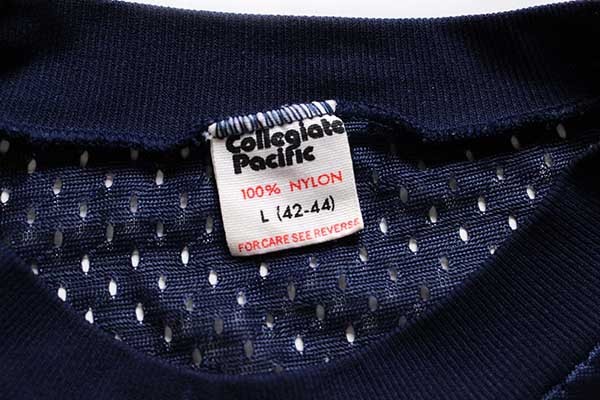 Collegiate
Pacific
100% NYLON
L (42-44)
FOR CARE SEE REVERSE